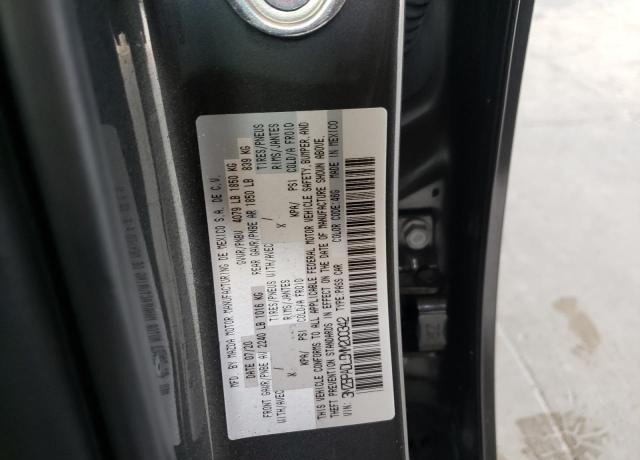 MFD. BY MAZDA MOTOR MANUFACTURING DE MEXICO S.A. DE C.V.
DATE 07/20 GVWR/PNBV 4079 LB 1850 KG
FRONT GAWR/PNBE AV 2240 LB 1016 KG REAR GAWR/PNBE AR 1850 LB 839 KG
WITH/AVEC TIRES/PNEUS WITH/AVEC TIRES/PNEUS
/ RIMS/JANTES / RIMS/JANTES
X KPA/ PSI COLD/A FROID X KPA/ PSI COLD/A FROID
THIS VEHICLE CONFORMS TO ALL APPLICABLE FEDERAL MOTOR VEHICLE SAFETY, BUMPER, AND
THEFT PREVENTION STANDARDS IN EFFECT ON THE DATE OF MANUFACTURE SHOWN ABOVE.
VIN: 3MZBPADL9MM200342 TYPE PASS CAR COLOR CODE:46G MADE IN MEXICO